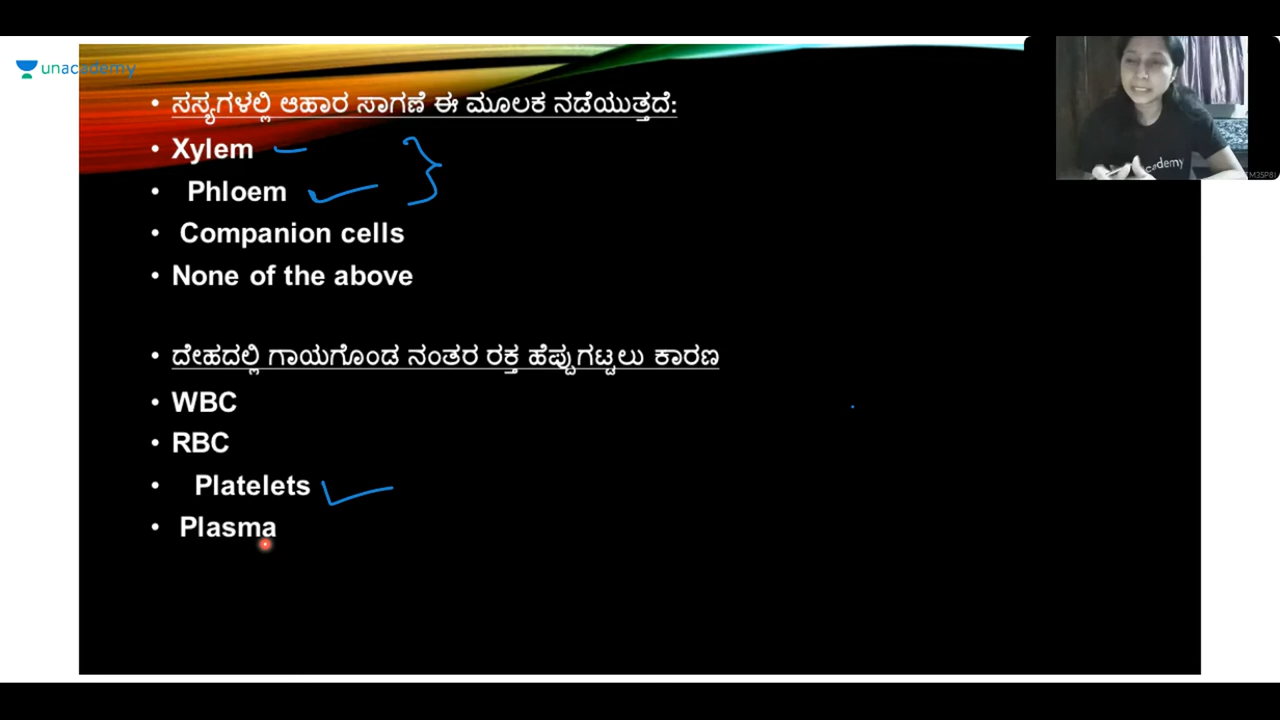 unacademy
• ಸಸ್ಯಗಳಲ್ಲಿ ಆಹಾರ ಸಾಗಣೆ ಈ ಮೂಲಕ ನಡೆಯುತ್ತದೆ:
• Xylem
• Phloem
• Companion cells
• None of the above
• ದೇಹದಲ್ಲಿ ಗಾಯಗೊಂಡ ನಂತರ ರಕ್ತ ಹೆಪ್ಪುಗಟ್ಟಲು ಕಾರಣ
• WBC
• RBC
• Platelets
• Plasma